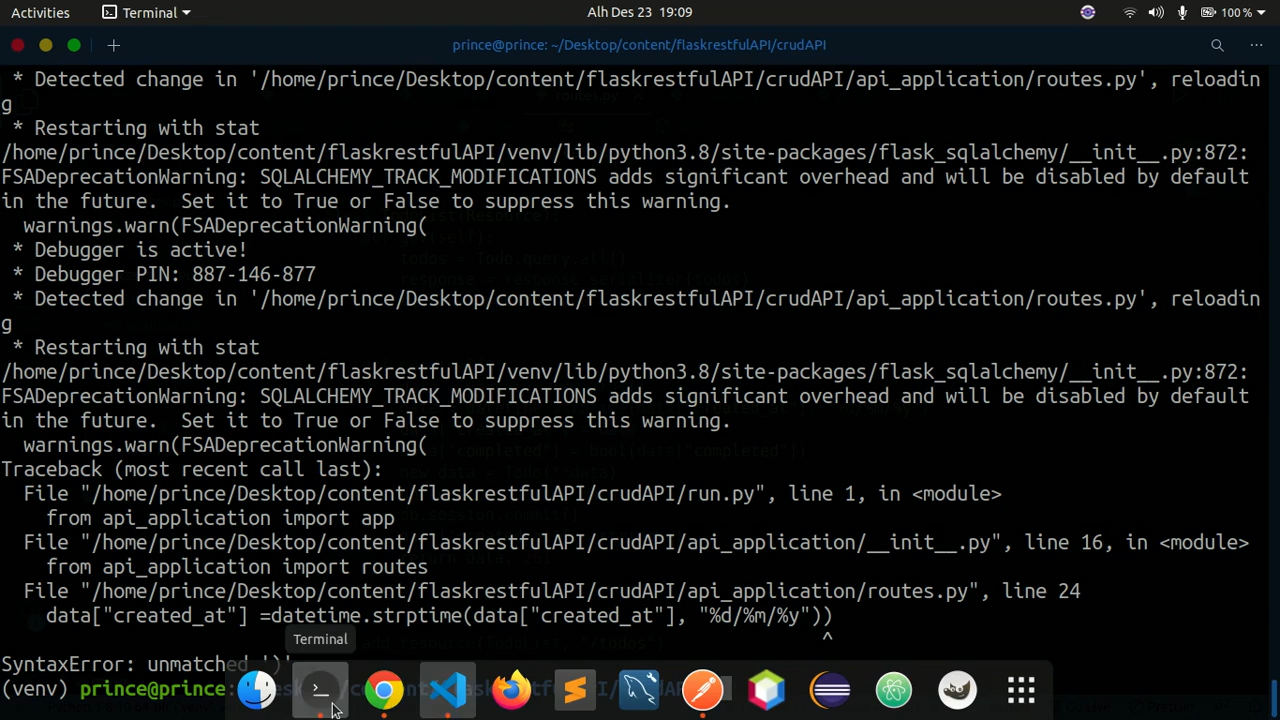 Activities
Terminal
Alh Des 23 19:09
100 %
prince@prince: ~/Desktop/content/flaskrestfulAPI/crudAPI
* Detected change in '/home/prince/Desktop/content/flaskrestfulAPI/crudAPI/api_application/routes.py', reloadin
g
* Restarting with stat
/home/prince/Desktop/content/flaskrestfulAPI/venv/lib/python3.8/site-packages/flask_sqlalchemy/__init__.py:872:
FSADeprecationWarning: SQLALCHEMY_TRACK_MODIFICATIONS adds significant overhead and will be disabled by default
in the future.  Set it to True or False to suppress this warning.
warnings.warn(FSADeprecationWarning(
* Debugger is active!
* Debugger PIN: 887-146-877
* Detected change in '/home/prince/Desktop/content/flaskrestfulAPI/crudAPI/api_application/routes.py', reloadin
g
* Restarting with stat
/home/prince/Desktop/content/flaskrestfulAPI/venv/lib/python3.8/site-packages/flask_sqlalchemy/__init__.py:872:
FSADeprecationWarning: SQLALCHEMY_TRACK_MODIFICATIONS adds significant overhead and will be disabled by default
in the future.  Set it to True or False to suppress this warning.
warnings.warn(FSADeprecationWarning(
Traceback (most recent call last):
File "/home/prince/Desktop/content/flaskrestfulAPI/crudAPI/run.py", line 1, in <module>
from api_application import app
File "/home/prince/Desktop/content/flaskrestfulAPI/crudAPI/api_application/__init__.py", line 16, in <module>
from api_application import routes
File "/home/prince/Desktop/content/flaskrestfulAPI/crudAPI/api_application/routes.py", line 24
data["created_at"] =datetime.strptime(data["created_at"], "%d/%m/%y"))
^
Terminal
SyntaxError: unmatched ')'
(venv) prince@prince: